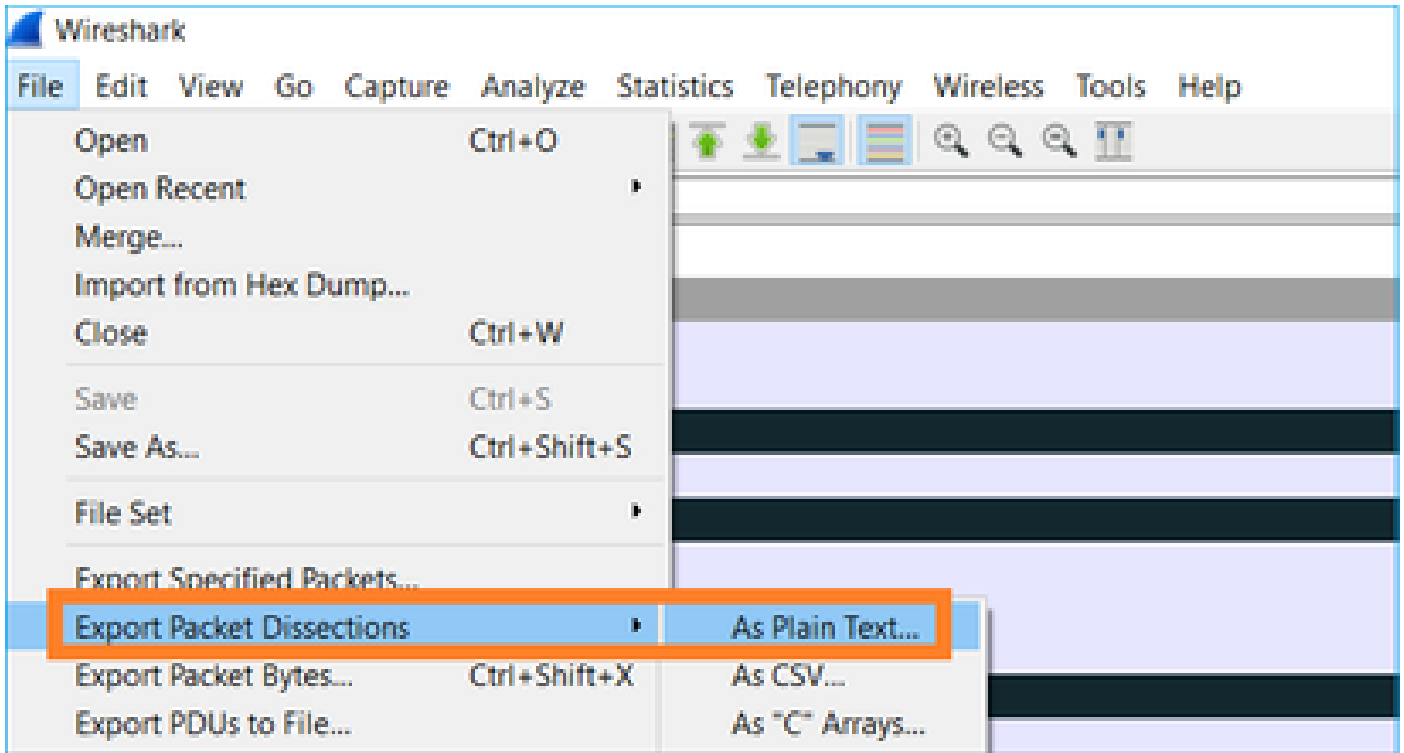 Wireshark
File Edit View Go Capture Analyze Statistics Telephony Wireless Tools Help
Open Ctrl+O
Open Recent
Merge...
Import from Hex Dump...
Close Ctrl+W
Save Ctrl+S
Save As... Ctrl+Shift+S
File Set
Export Specified Packets...
Export Packet Dissections As Plain Text...
Export Packet Bytes... Ctrl+Shift+X As CSV...
Export PDUs to File... As "C" Arrays...